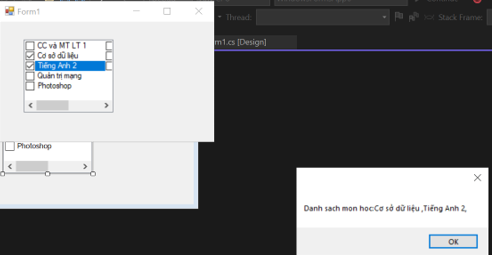 Form1
Thread:
Stack Frame:
rm1.cs [Design]
CC và MT LT 1
Cơ sở dữ liệu
Tiếng Anh 2
Quản trị mạng
Photoshop
Photoshop
Danh sach mon hoc:Cơ sở dữ liệu ,Tiếng Anh 2,
OK